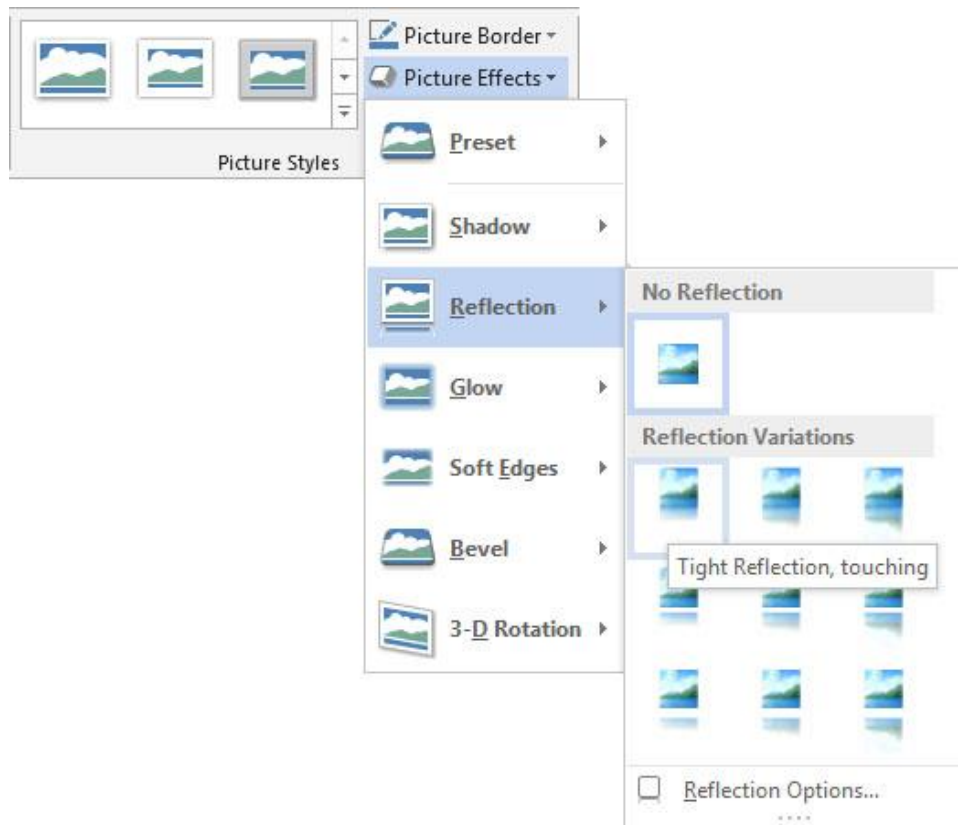 Picture Border
Picture Effects
Picture Styles
Preset
Shadow
Reflection
Glow
Soft Edges
Bevel
3-D Rotation
No Reflection
Reflection Variations
Tight Reflection, touching
Reflection Options...